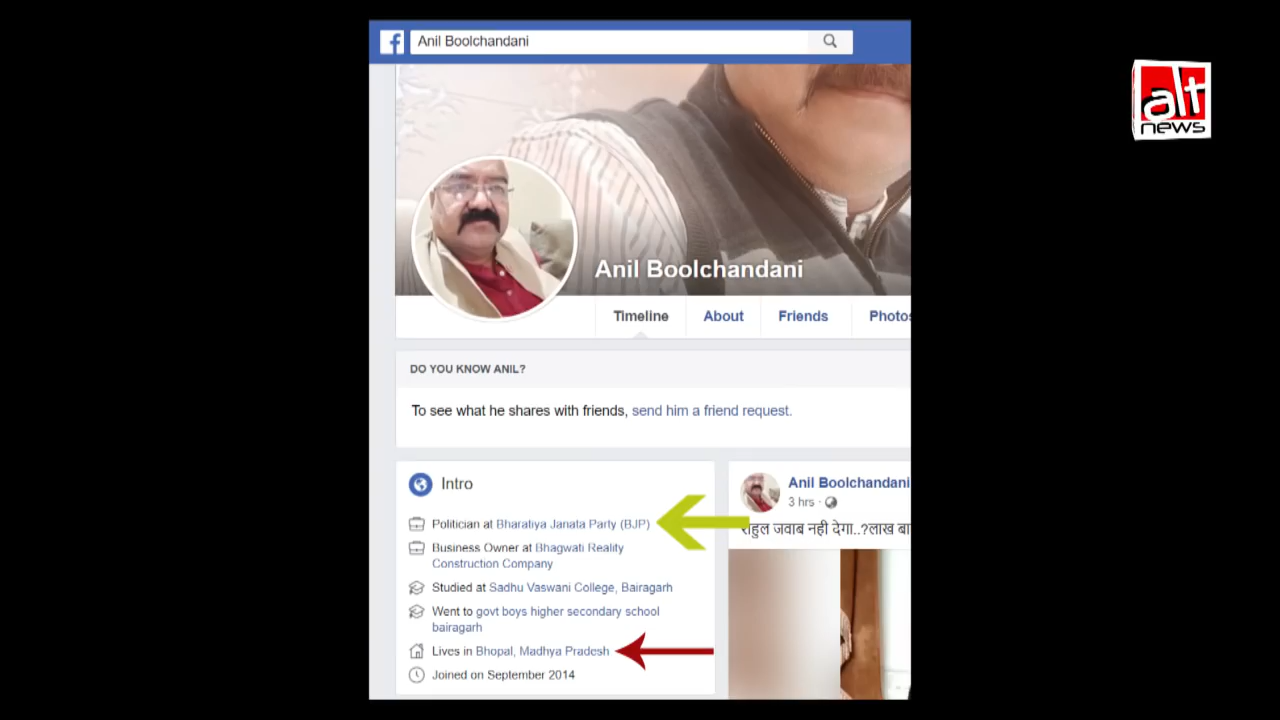 Anil Boolchandani
alt
news
Anil Boolchandani
Timeline About Friends Photos
DO YOU KNOW ANIL?
To see what he shares with friends, send him a friend request.
Intro
Politician at Bharatiya Janata Party (BJP)
Business Owner at Bhagwati Reality
Construction Company
Studied at Sadhu Vaswani College, Bairagarh
Went to govt boys higher secondary school
bairagarh
Lives in Bhopal, Madhya Pradesh
Joined on September 2014
Anil Boolchandani
3 hrs ·
राहुल जवाब नही देगा..?लाख बा